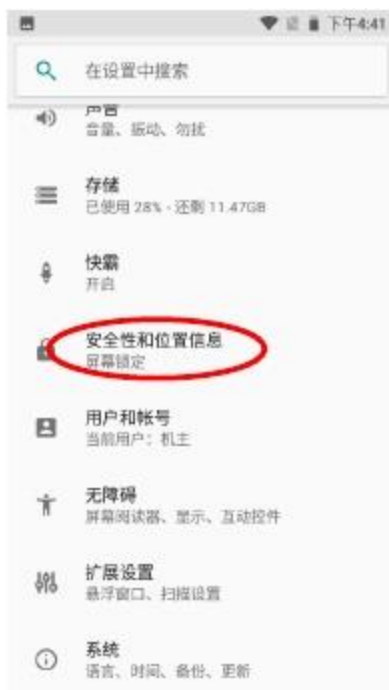 下午4:41
在设置中搜索
声音
音量、振动、勿扰
存储
已使用 28% - 还剩 11.47GB
快霸
开启
安全性和位置信息
屏幕锁定
用户和帐号
当前用户：机主
无障碍
屏幕阅读器、显示、互动控件
扩展设置
悬浮窗口、扫描设置
系统
语言、时间、备份、更新